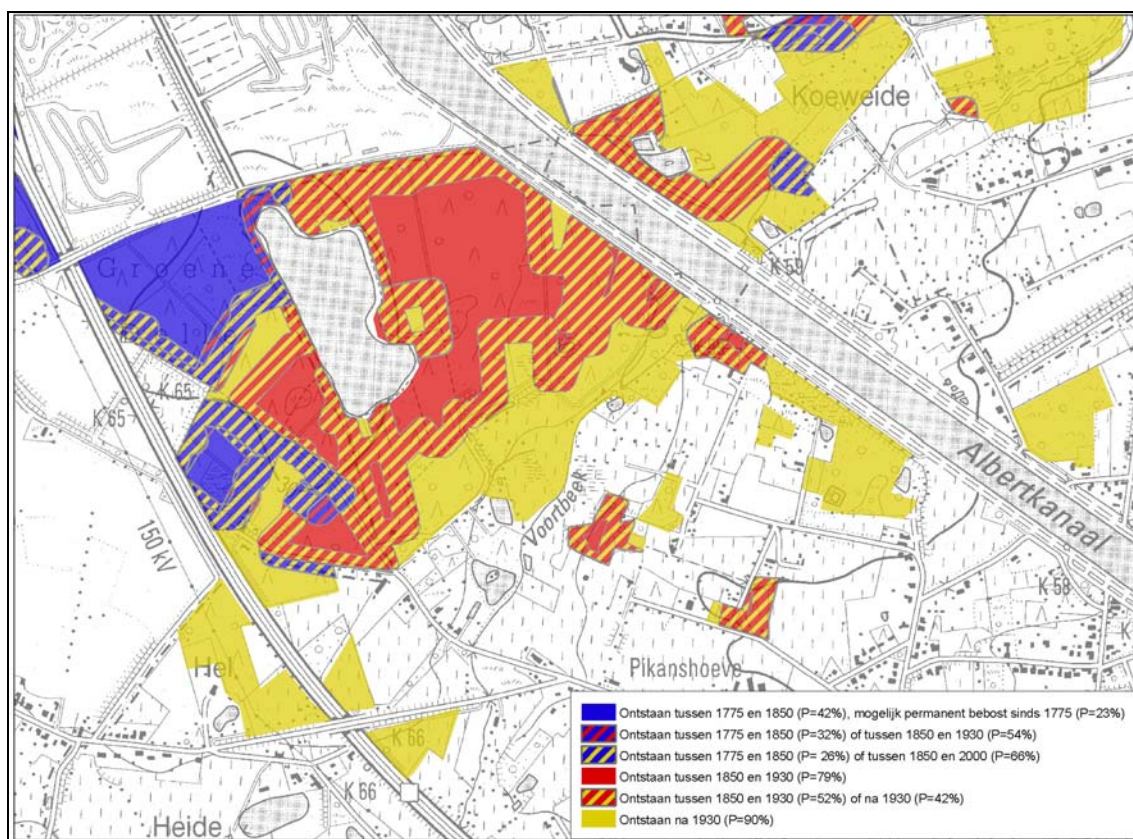 Koeweide
K 59
Groene
K 65
K 65
30
Voortbeek
Albertkanaal
150 kV
K 58
Hel
Pikanshoeve
K 66
K 66
Heide
Ontstaan tussen 1775 en 1850 (P=42%), mogelijk permanent bebost sinds 1775 (P=23%)
Ontstaan tussen 1775 en 1850 (P=32%) of tussen 1850 en 1930 (P=54%)
Ontstaan tussen 1775 en 1850 (P= 26%) of tussen 1850 en 2000 (P=66%)
Ontstaan tussen 1850 en 1930 (P=79%)
Ontstaan tussen 1850 en 1930 (P=52%) of na 1930 (P=42%)
Ontstaan na 1930 (P=90%)